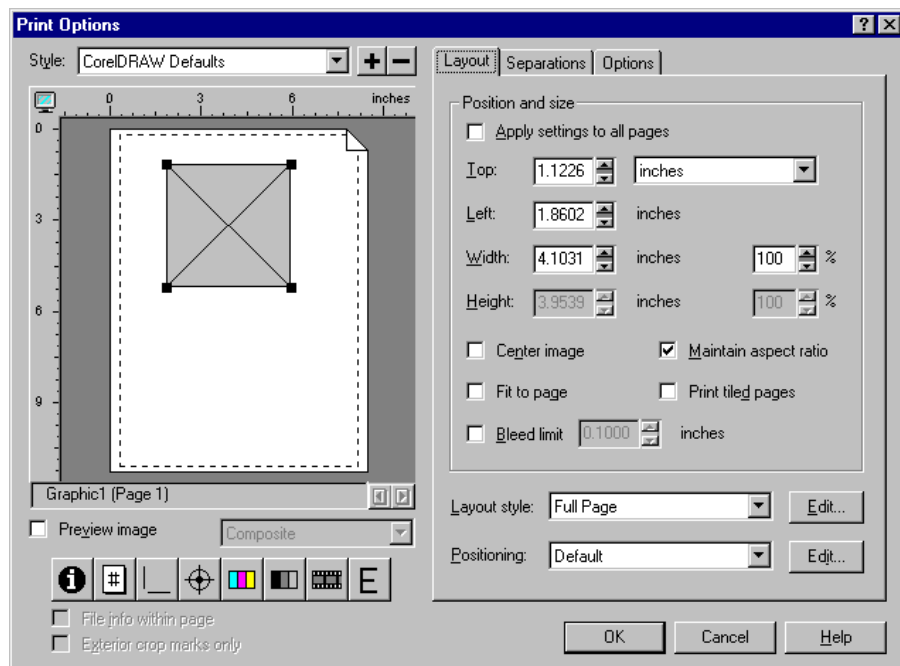 Print Options
Style: CorelDRAW Defaults
0 3 6 inches
0
3
6
9
Graphic1 (Page 1)
Preview image Composite
#
E
File info within page
Exterior crop marks only
Layout Separations Options
Position and size
Apply settings to all pages
Top: 1.1226 inches
Left: 1.8602 inches
Width: 4.1031 inches 100 %
Height: 3.9539 inches 100 %
Center image Maintain aspect ratio
Fit to page Print tiled pages
Bleed limit 0.1000 inches
Layout style: Full Page Edit...
Positioning: Default Edit...
OK Cancel Help